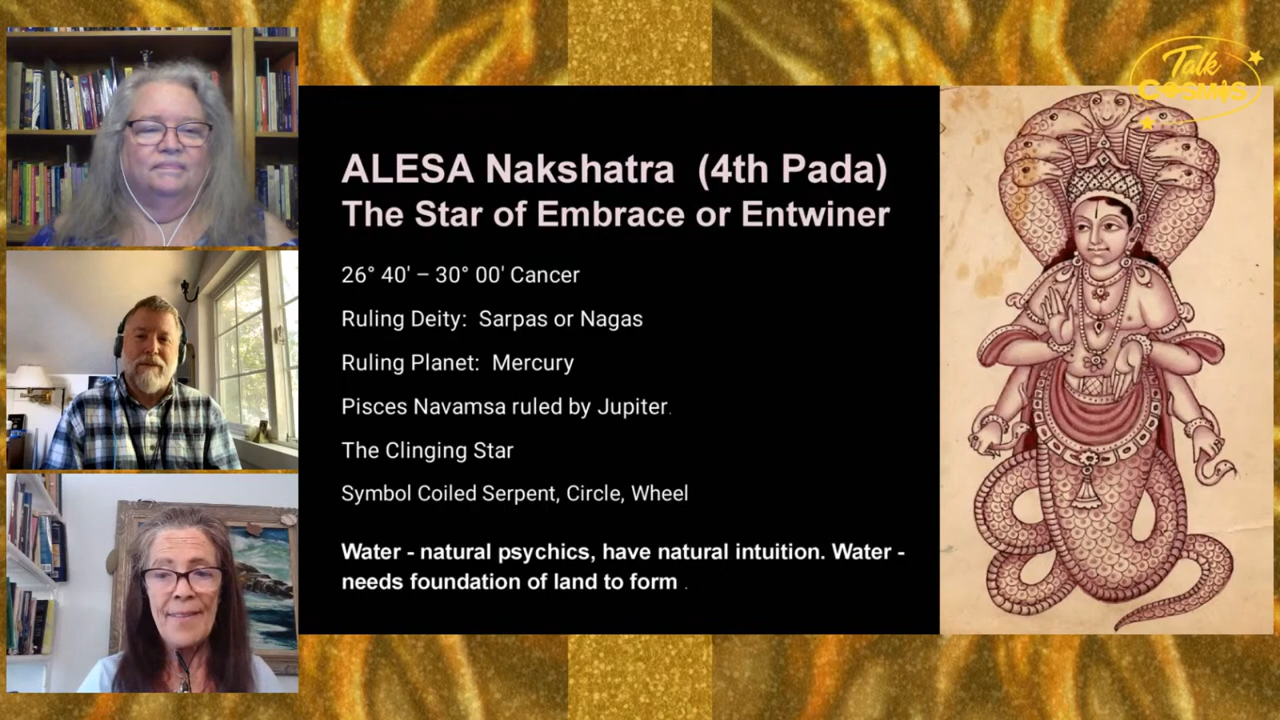 Talk
COSMOS
ALESA Nakshatra (4th Pada)
The Star of Embrace or Entwiner
26° 40' – 30° 00' Cancer
Ruling Deity: Sarpas or Nagas
Ruling Planet: Mercury
Pisces Navamsa ruled by Jupiter.
The Clinging Star
Symbol Coiled Serpent, Circle, Wheel
Water - natural psychics, have natural intuition. Water -
needs foundation of land to form .